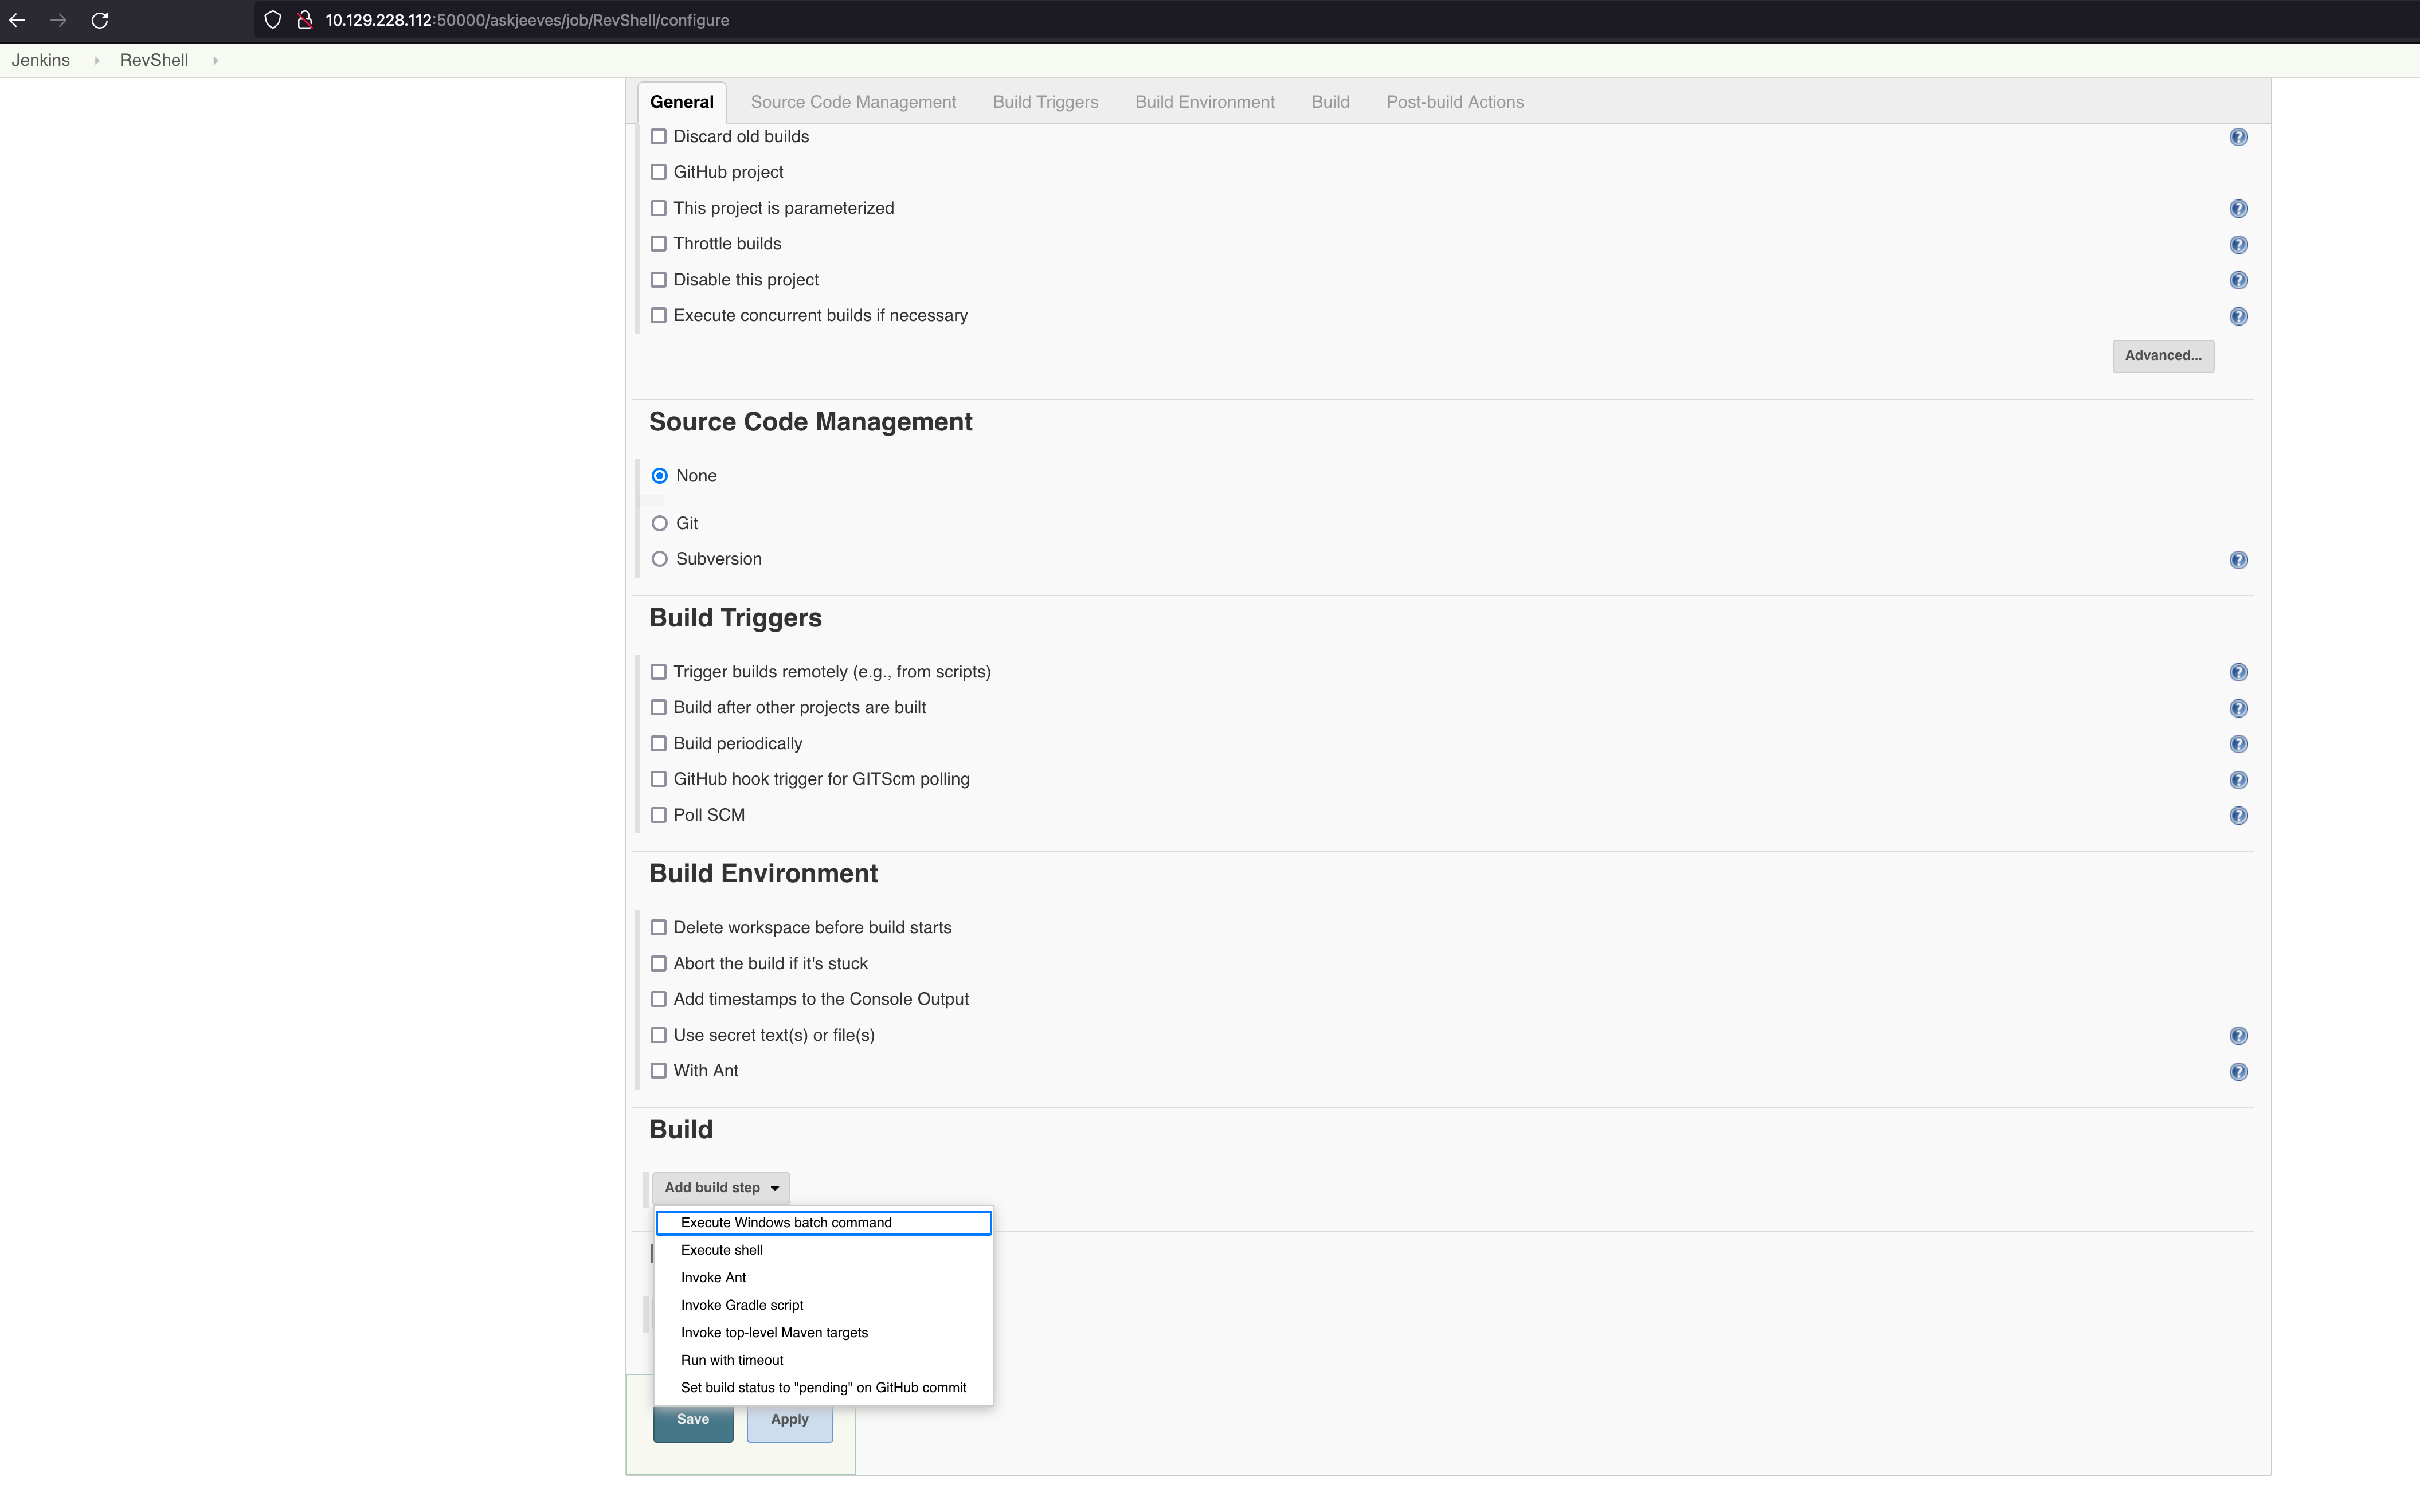 10.129.228.112:50000/askjeeves/job/RevShell/configure
Jenkins RevShell
General Source Code Management Build Triggers Build Environment Build Post-build Actions
Discard old builds
GitHub project
This project is parameterized
Throttle builds
Disable this project
Execute concurrent builds if necessary
Advanced...
Source Code Management
None
Git
Subversion
Build Triggers
Trigger builds remotely (e.g., from scripts)
Build after other projects are built
Build periodically
GitHub hook trigger for GITScm polling
Poll SCM
Build Environment
Delete workspace before build starts
Abort the build if it's stuck
Add timestamps to the Console Output
Use secret text(s) or file(s)
With Ant
Build
Add build step
Execute Windows batch command
Execute shell
Invoke Ant
Invoke Gradle script
Invoke top-level Maven targets
Run with timeout
Set build status to "pending" on GitHub commit
Save Apply